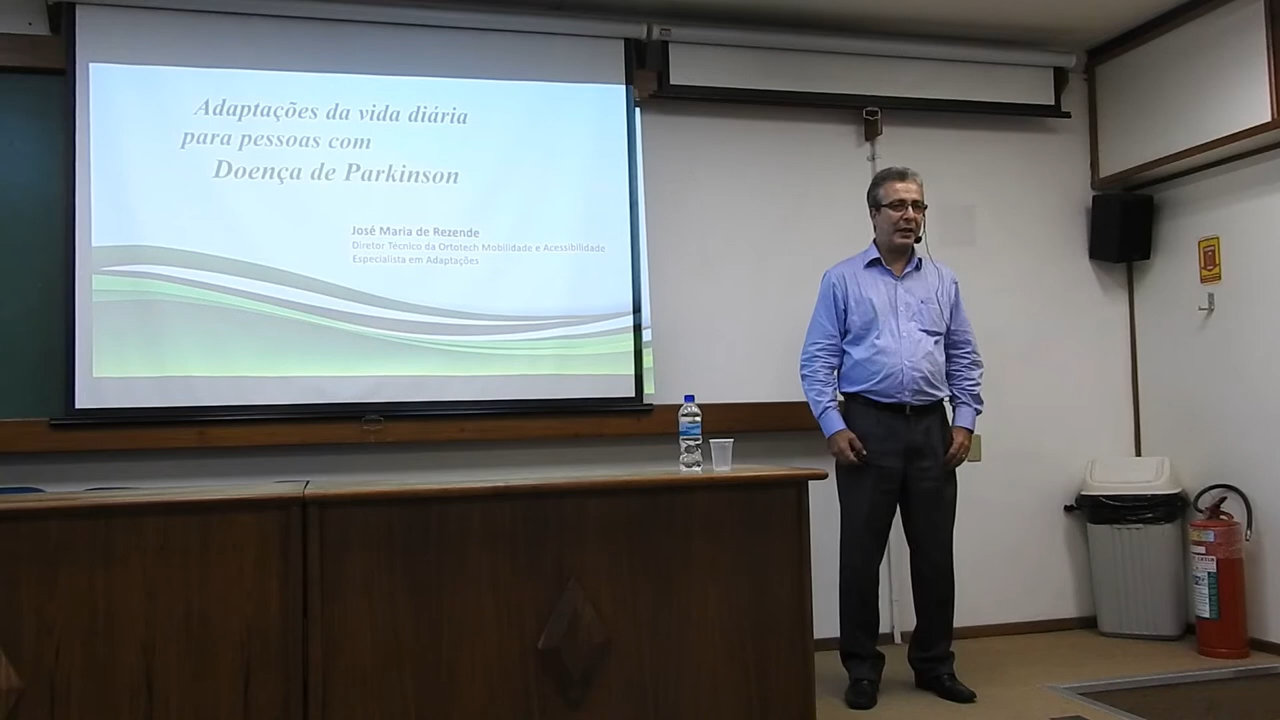 Adaptações da vida diária
para pessoas com
Doença de Parkinson
José Maria de Rezende
Diretor Técnico da Ortotech Mobilidade e Acessibilidade
Especialista em Adaptações